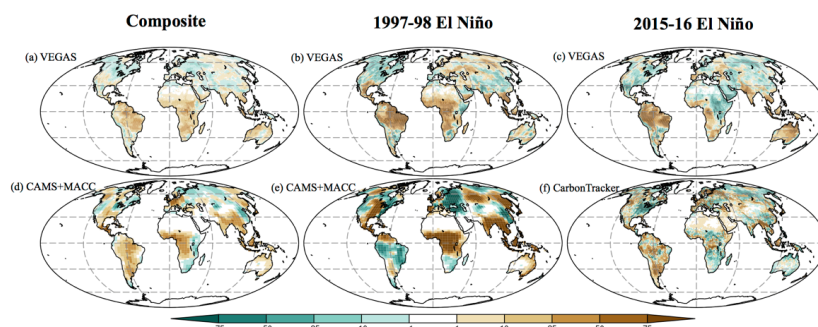 Composite 1997-98 El Niño 2015-16 El Niño
(a) VEGAS (b) VEGAS (c) VEGAS
(d) CAMS+MACC (e) CAMS+MACC (f) CarbonTracker